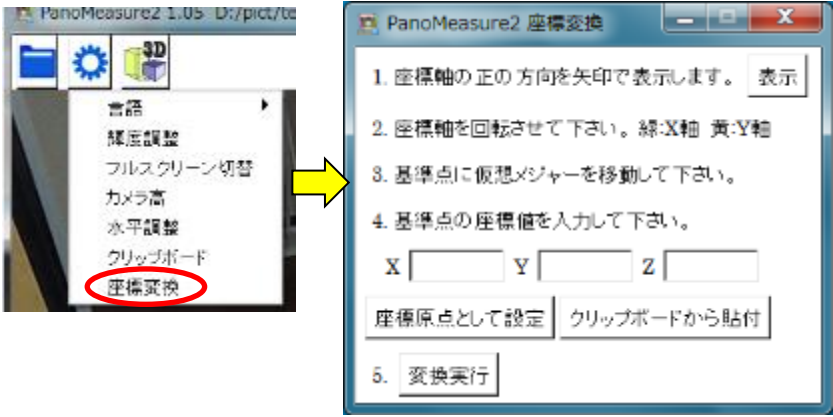 PanoMeasure2 1.05 D:/pict/te
3D
言語
輝度調整
フルスクリーン切替
カメラ高
水平調整
クリップボード
座標変換
PanoMeasure2 座標変換
1. 座標軸の正の方向を矢印で表示します。 表示
2. 座標軸を回転させて下さい。緑:X軸 黄:Y軸
3. 基準点に仮想メジャーを移動して下さい。
4. 基準点の座標値を入力して下さい。
X Y Z
座標原点として設定 クリップボードから貼付
5. 変換実行